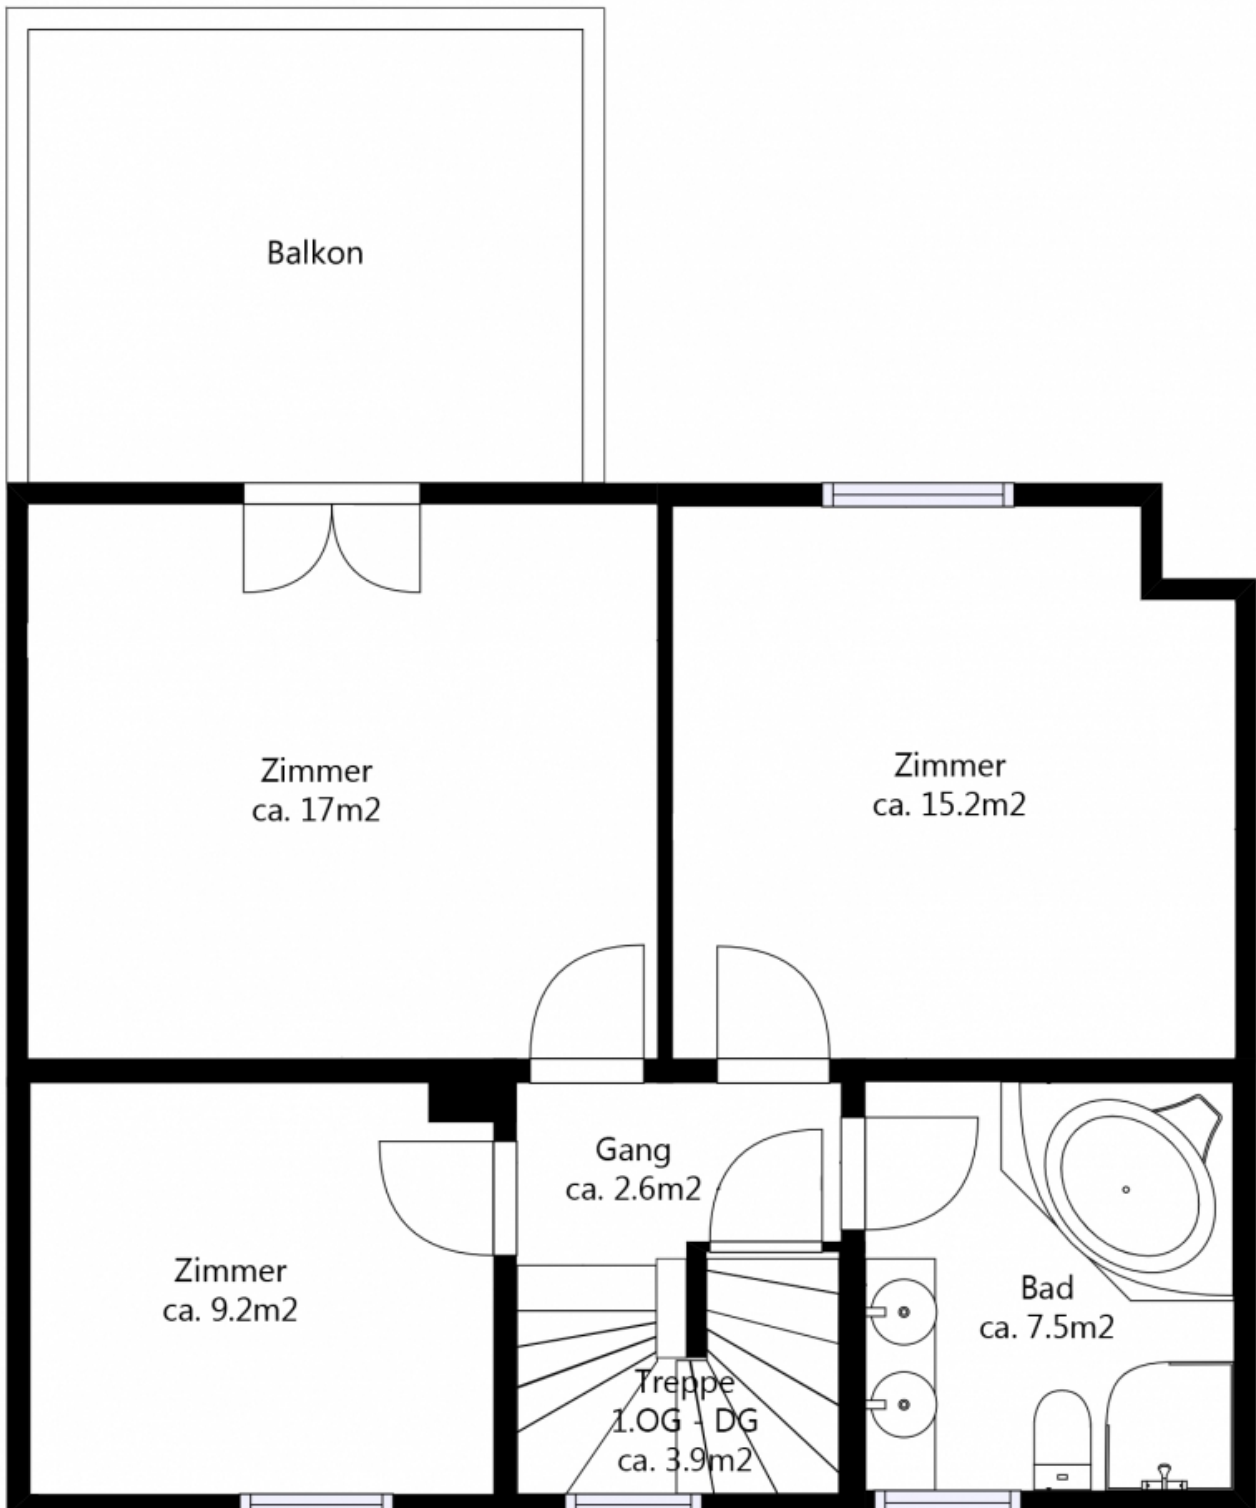 Balkon
Zimmer
ca. 17m2
Zimmer
ca. 15.2m2
Gang
ca. 2.6m2
Zimmer
ca. 9.2m2
Bad
ca. 7.5m2
Treppe
1.OG - DG
ca. 3.9m2